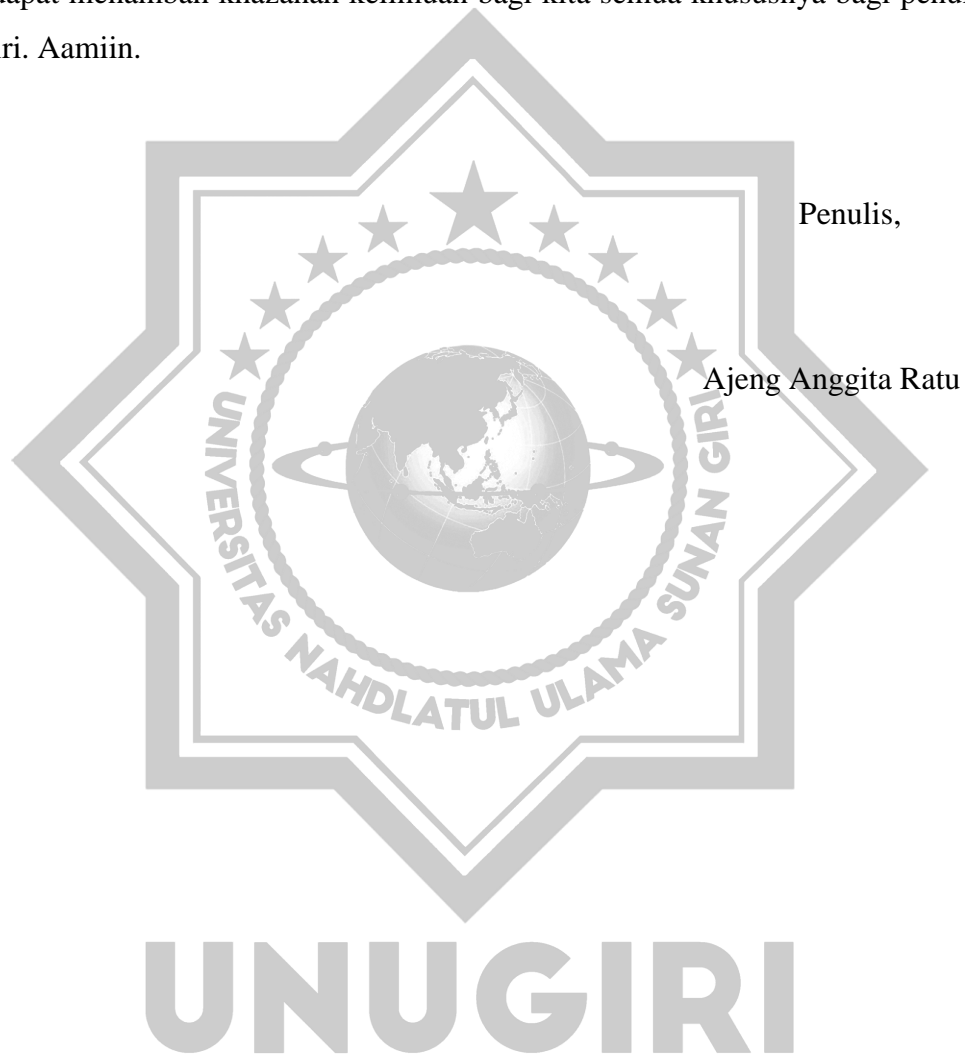 dapat menambah khazanah keilmuan bagi kita semua khususnya bagi
ri. Aamiin.
Penulis,
Ajeng Anggita Ratu
UNIVERSITAS NAHDLATUL ULAMA SUNAN GIRI
UNUGIRI